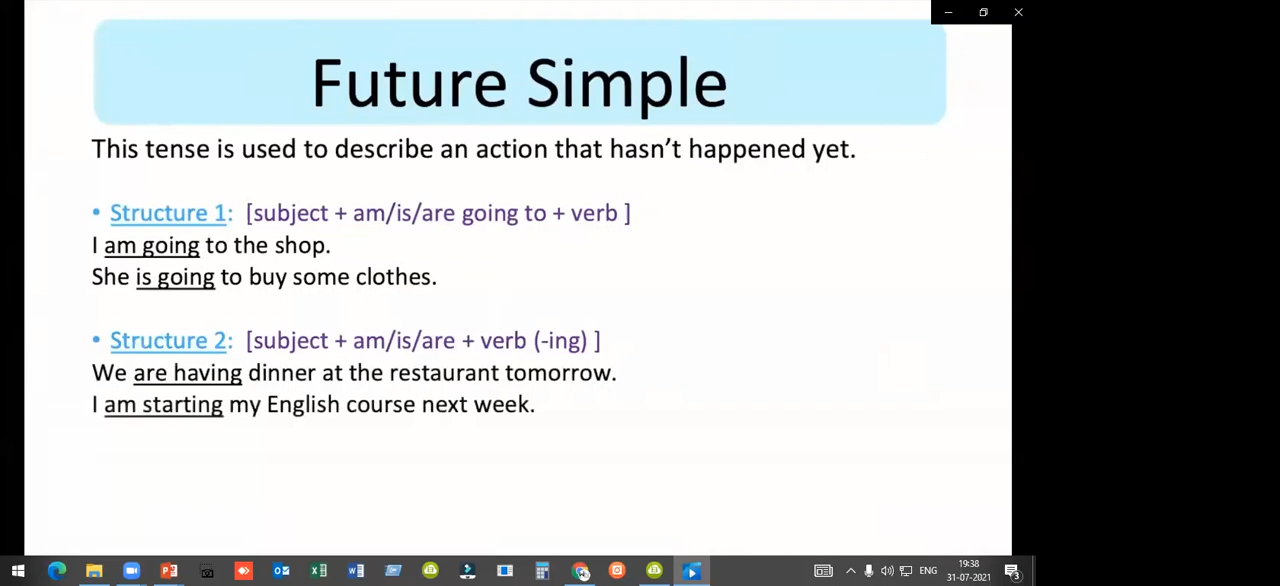 Future Simple
This tense is used to describe an action that hasn’t happened yet.
• Structure 1:  [subject + am/is/are going to + verb ]
I am going to the shop.
She is going to buy some clothes.
• Structure 2:  [subject + am/is/are + verb (-ing) ]
We are having dinner at the restaurant tomorrow.
I am starting my English course next week.
ENG
19:38
31-07-2021
3